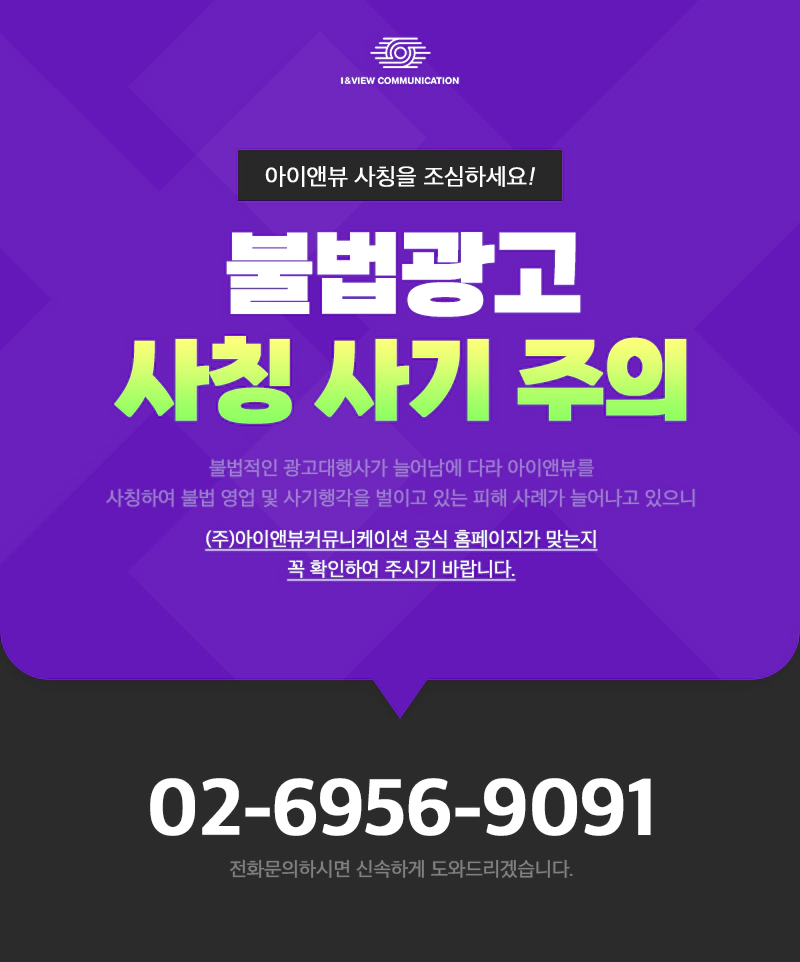 I&VIEW COMMUNICATION
아이앤뷰 사칭을 조심하세요!
불법광고
사칭 사기 주의
불법적인 광고대행사가 늘어남에 다라 아이앤뷰를
사칭하여 불법 영업 및 사기행각을 벌이고 있는 피해 사례가 늘어나고 있으니
(주)아이앤뷰커뮤니케이션 공식 홈페이지가 맞는지
꼭 확인하여 주시기 바랍니다.
02-6956-9091
전화문의하시면 신속하게 도와드리겠습니다.